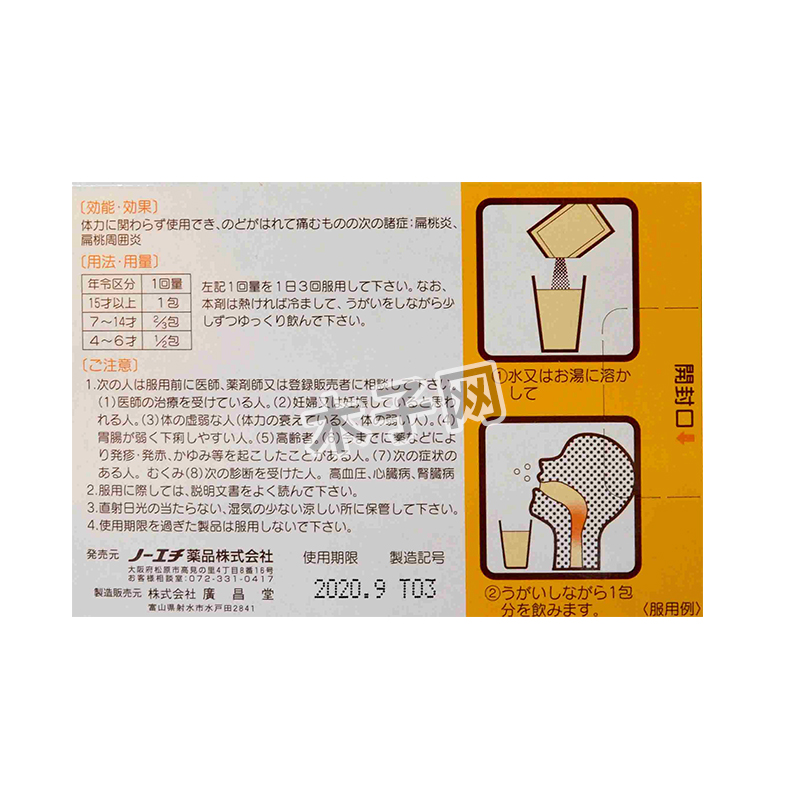 〔効能・効果〕
体力に関わらず使用でき、のどがはれて痛むものの次の諸症：扁桃炎、
扁桃周囲炎
〔用法・用量〕
年令区分 1回量
15才以上 1包
7〜14才 2/3包
4〜6才 1/2包
左記1回量を1日3回服用して下さい。なお、
本剤は熱ければ冷まして、うがいをしながら少
しずつゆっくり飲んで下さい。
〔ご注意〕
1.次の人は服用前に医師、薬剤師又は登録販売者に相談して下さい
(1)医師の治療を受けている人。(2)妊婦又は妊娠していると思わ
れる人。(3)体の虚弱な人(体力の衰えている人、体の弱い人)。(4)
胃腸が弱く下痢しやすい人。(5)高齢者。(6)今までに薬などによ
り発疹・発赤、かゆみ等を起こしたことがある人。(7)次の症状の
ある人。むくみ(8)次の診断を受けた人。高血圧、心臓病、腎臓病
2.服用に際しては、説明文書をよく読んで下さい。
3.直射日光の当たらない、湿気の少ない涼しい所に保管して下さい。
4.使用期限を過ぎた製品は服用しないで下さい。
発売元 ノーエチ薬品株式会社
大阪府松原市高見の里4丁目8番16号
お客様相談室:072-331-0417
製造販売元 株式会社 廣昌堂
富山県射水市水戸田2841
使用期限 製造記号
2020.9 T03
①水又はお湯に溶か
して
②うがいしながら1包
分を飲みます。
〈服用例〉
開封口
禾子网